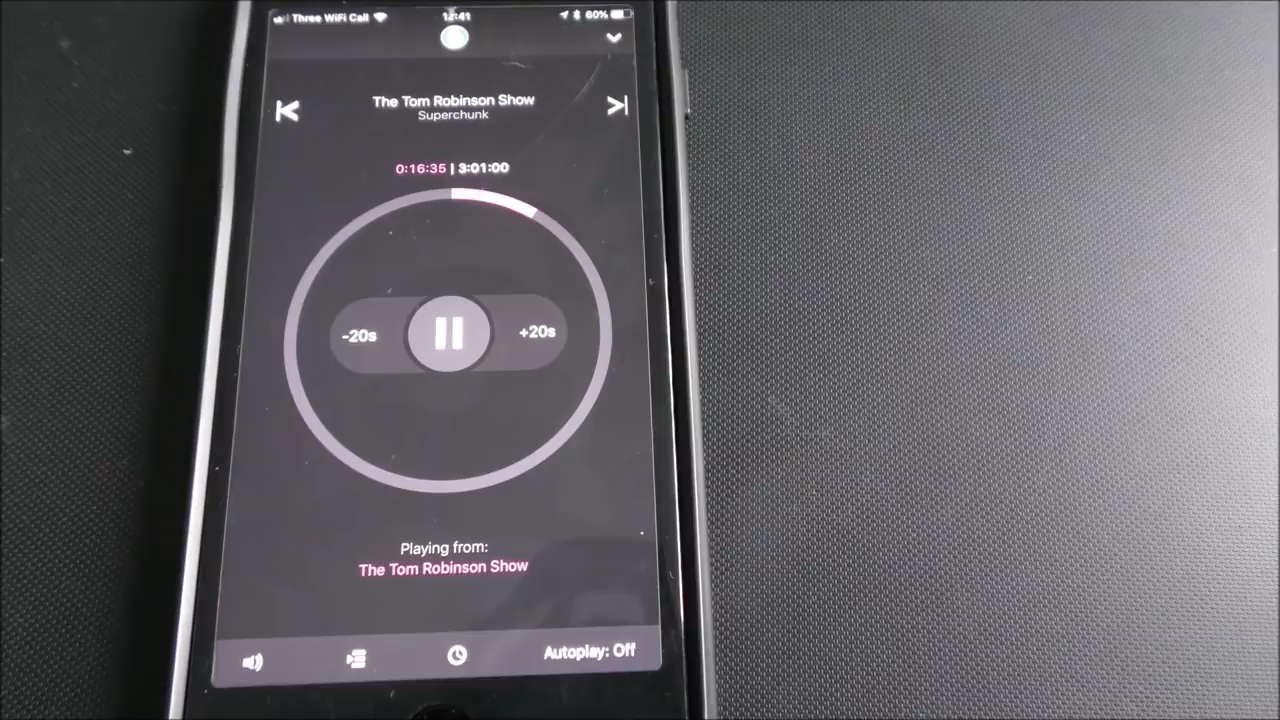 Three WiFi Call 12:41 60%
The Tom Robinson Show
Superchunk
0:16:35 | 3:01:00
-20s +20s
Playing from:
The Tom Robinson Show
Autoplay: Off